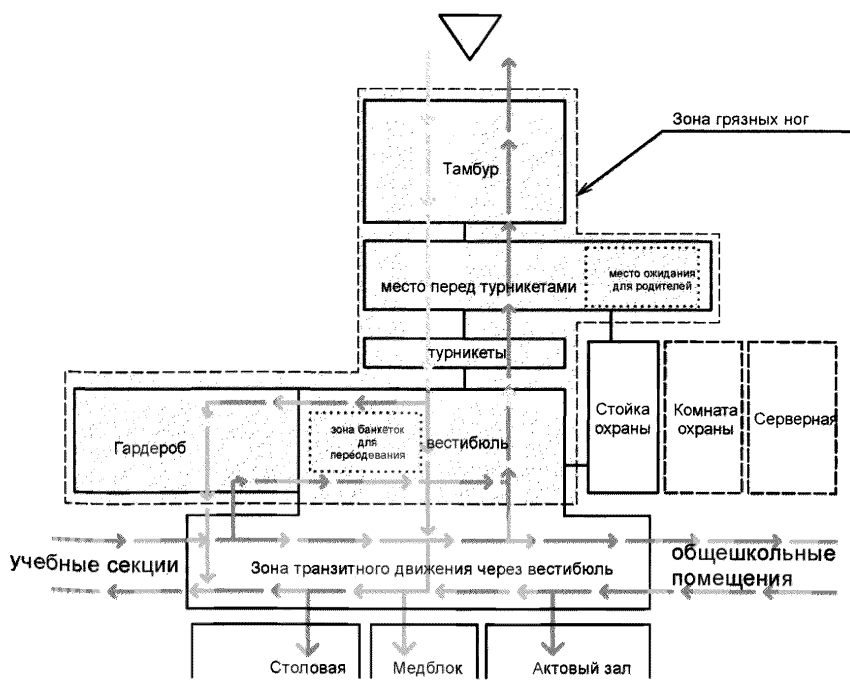 Зона грязных ног
Тамбур
место перед турникетами
место ожидания
для родителей
турникеты
Стойка
охраны
Комната
охраны
Серверная
Гардероб
зона банкеток
для
переодевания
вестибюль
учебные секции
Зона транзитного движения через вестибюль
общешкольные
помещения
Столовая
Медблок
Актовый зал